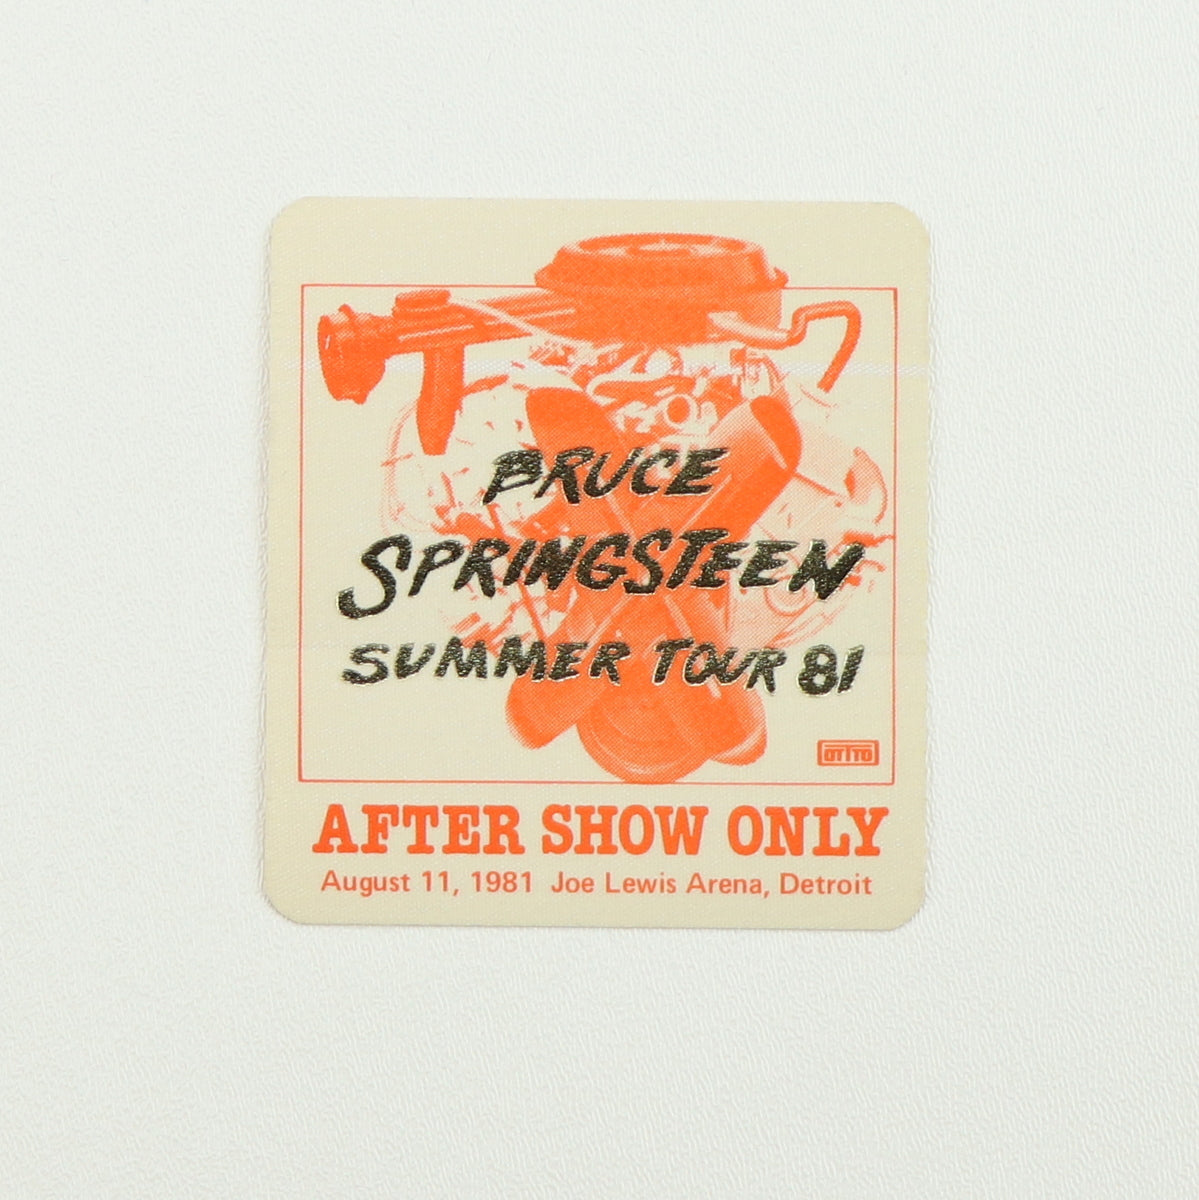 BRUCE
SPRINGSTEEN
SUMMER TOUR 81
OTTO
AFTER SHOW ONLY
August 11, 1981 Joe Lewis Arena, Detroit